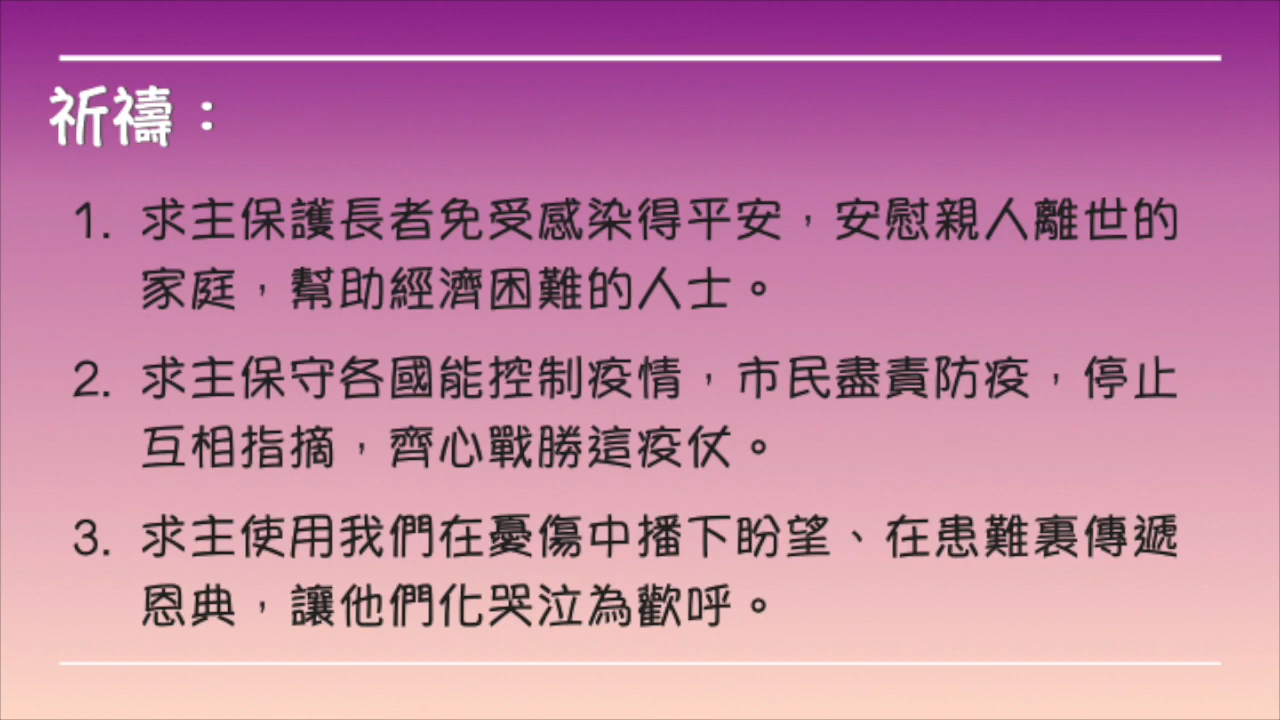 祈禱：
1. 求主保護長者免受感染得平安，安慰親人離世的
家庭，幫助經濟困難的人士。
2. 求主保守各國能控制疫情，市民盡責防疫，停止
互相指摘，齊心戰勝這疫仗。
3. 求主使用我們在憂傷中播下盼望、在患難裏傳遞
恩典，讓他們化哭泣為歡呼。